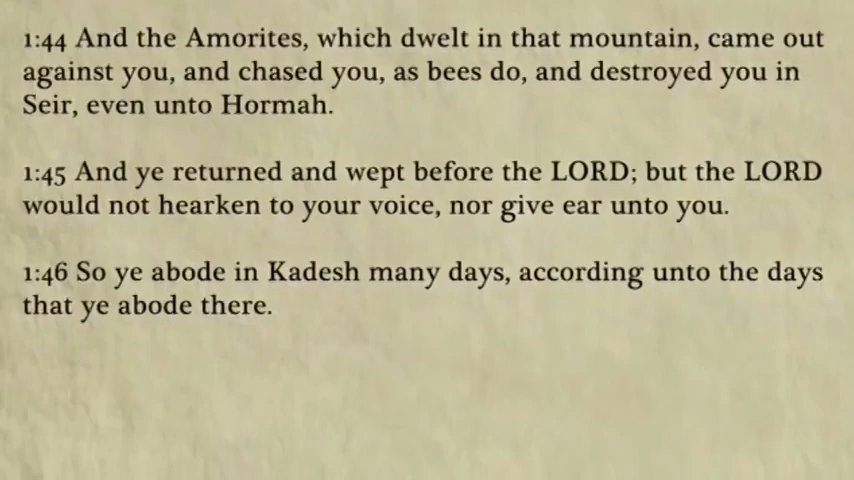 1:44 And the Amorites, which dwelt in that mountain, came out
against you, and chased you, as bees do, and destroyed you in
Seir, even unto Hormah.
1:45 And ye returned and wept before the LORD; but the LORD
would not hearken to your voice, nor give ear unto you.
1:46 So ye abode in Kadesh many days, according unto the days
that ye abode there.